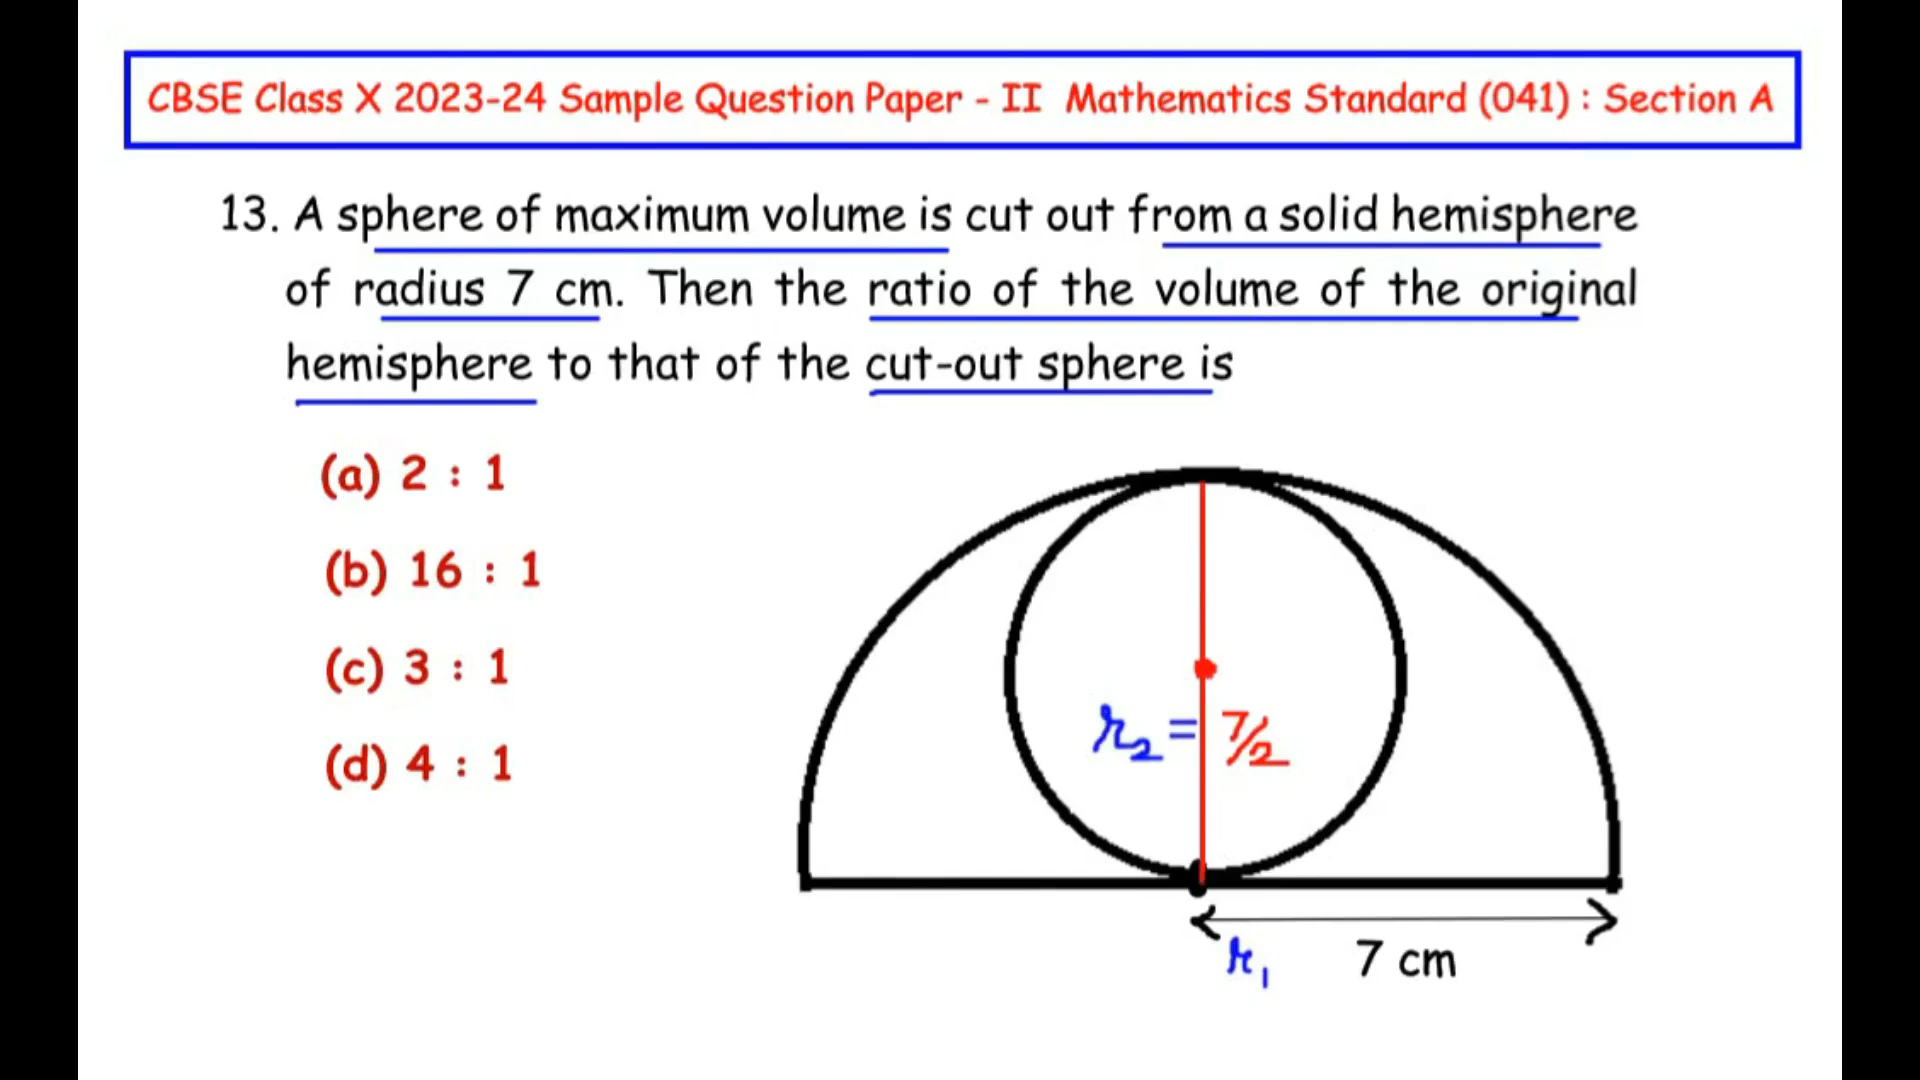 CBSE Class X 2023-24 Sample Question Paper - II Mathematics Standard (041) : Section A
13. A sphere of maximum volume is cut out from a solid hemisphere
of radius 7 cm. Then the ratio of the volume of the original
hemisphere to that of the cut-out sphere is
(a) 2 : 1
(b) 16 : 1
(c) 3 : 1
(d) 4 : 1
r₂ = 7/2
r₁ 7 cm